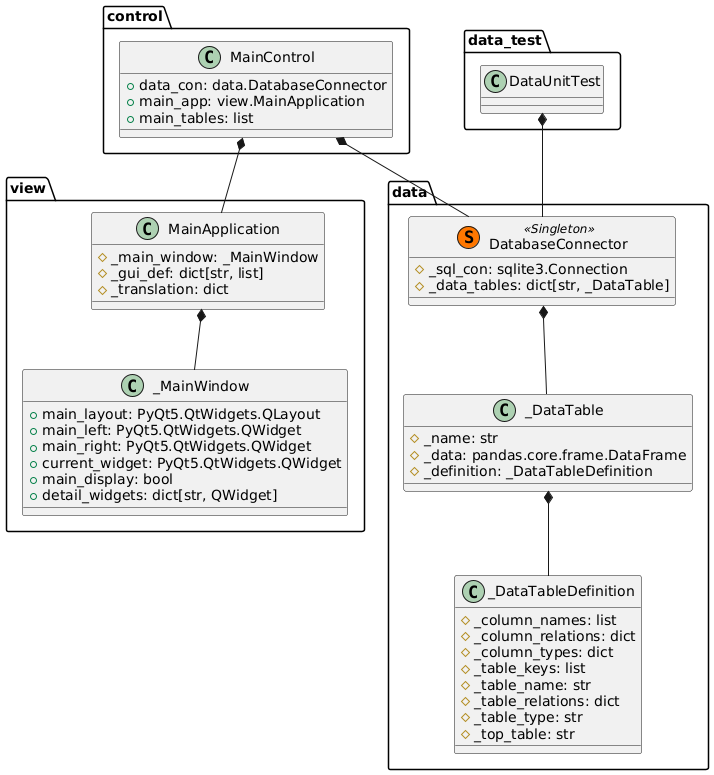 control
C MainControl
data_con: data.DatabaseConnector
main_app: view.MainApplication
main_tables: list
data_test
C DataUnitTest
view
C MainApplication
_main_window: _MainWindow
_gui_def: dict[str, list]
_translation: dict
C _MainWindow
main_layout: PyQt5.QtWidgets.QLayout
main_left: PyQt5.QtWidgets.QWidget
main_right: PyQt5.QtWidgets.QWidget
current_widget: PyQt5.QtWidgets.QWidget
main_display: bool
detail_widgets: dict[str, QWidget]
data
«Singleton»
S DatabaseConnector
_sql_con: sqlite3.Connection
_data_tables: dict[str, _DataTable]
C _DataTable
_name: str
_data: pandas.core.frame.DataFrame
_definition: _DataTableDefinition
C _DataTableDefinition
_column_names: list
_column_relations: dict
_column_types: dict
_table_keys: list
_table_name: str
_table_relations: dict
_table_type: str
_top_table: str